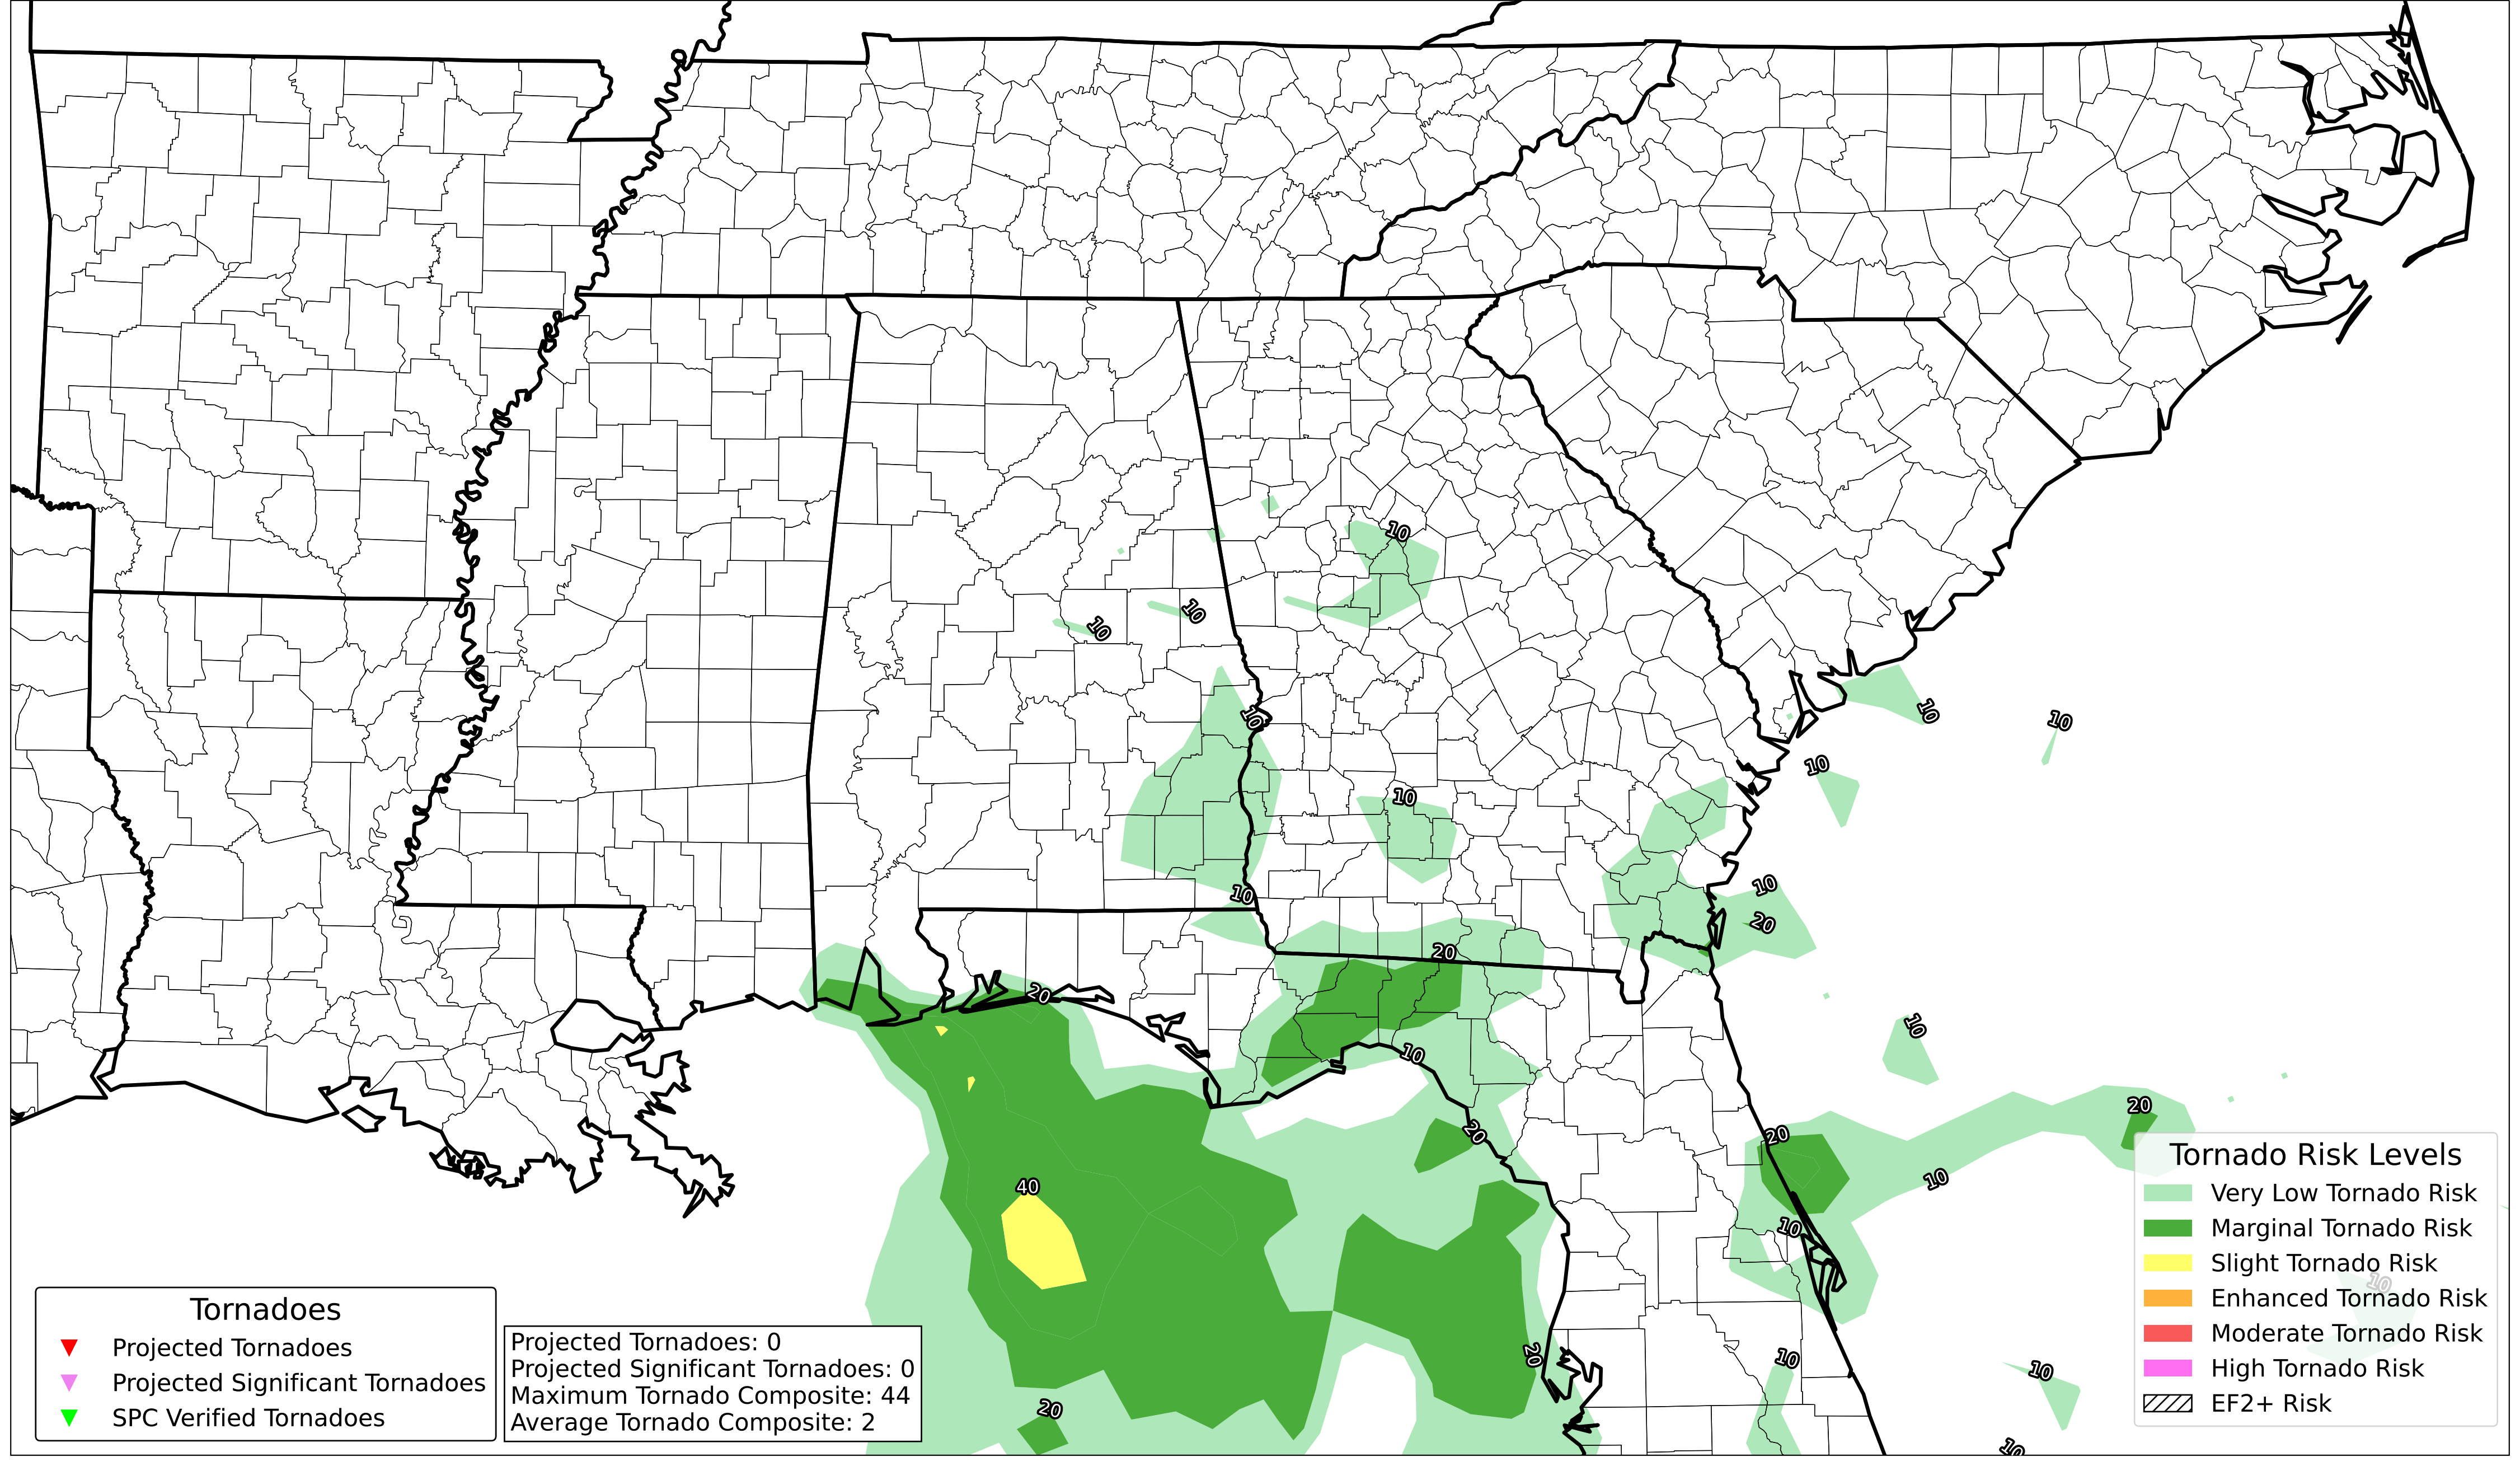 10
10
10
10
10
10
10
10
10
10
20
20
20
10
10
20
20
20
10
10
40
10
20
10
10
20
10
Tornado Risk Levels
Very Low Tornado Risk
Marginal Tornado Risk
Slight Tornado Risk
Enhanced Tornado Risk
Moderate Tornado Risk
High Tornado Risk
EF2+ Risk
Tornadoes
Projected Tornadoes
Projected Significant Tornadoes
SPC Verified Tornadoes
Projected Tornadoes: 0
Projected Significant Tornadoes: 0
Maximum Tornado Composite: 44
Average Tornado Composite: 2